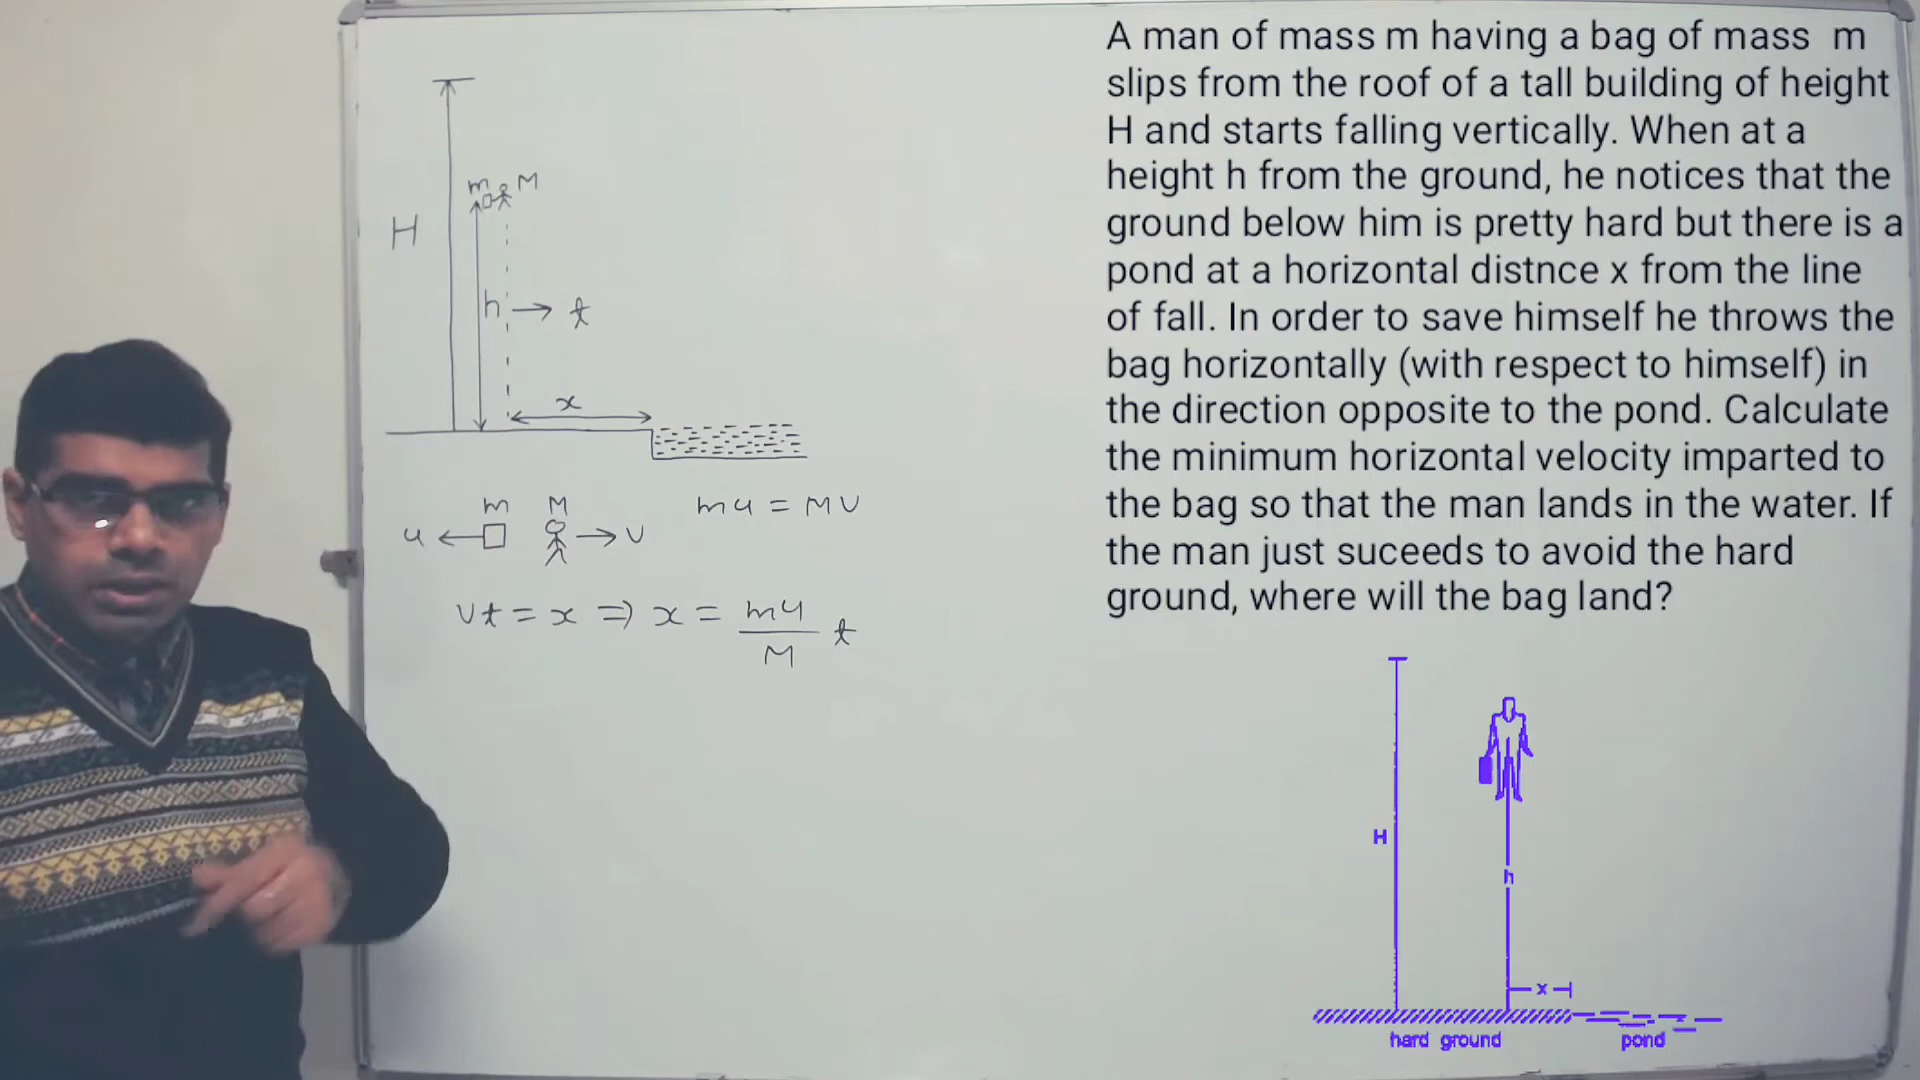 A man of mass m having a bag of mass m
slips from the roof of a tall building of height
H and starts falling vertically. When at a
height h from the ground, he notices that the
ground below him is pretty hard but there is a
pond at a horizontal distnce x from the line
of fall. In order to save himself he throws the
bag horizontally (with respect to himself) in
the direction opposite to the pond. Calculate
the minimum horizontal velocity imparted to
the bag so that the man lands in the water. If
the man just suceeds to avoid the hard
ground, where will the bag land?
H
m M
h → t
x
m M
u ← → v
mu = Mv
vt = x ⇒ x = mu/M t
H
h
x
hard ground
pond